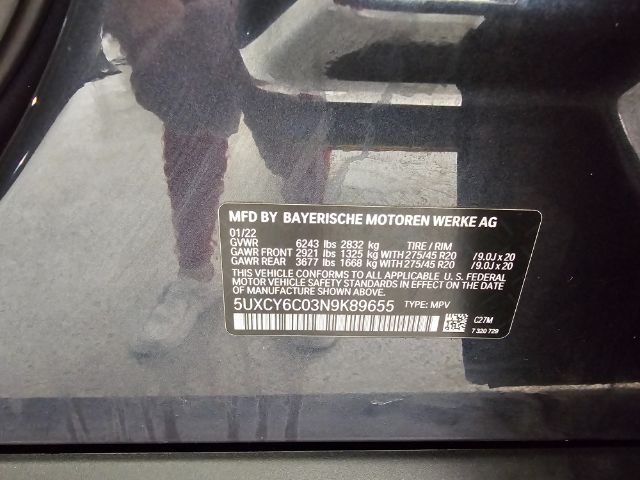 MFD BY BAYERISCHE MOTOREN WERKE AG
01/22
GVWR 6243 lbs 2832 kg TIRE / RIM
GAWR FRONT 2921 lbs 1325 kg WITH 275/45 R20 / 9.0J x 20
GAWR REAR 3677 lbs 1668 kg WITH 275/45 R20 / 9.0J x 20
THIS VEHICLE CONFORMS TO ALL APPLICABLE U.S. FEDERAL
MOTOR VEHICLE SAFETY STANDARDS IN EFFECT ON THE DATE
OF MANUFACTURE SHOWN ABOVE.
5UXCY6C03N9K89655 TYPE: MPV
C27M
7 320 729